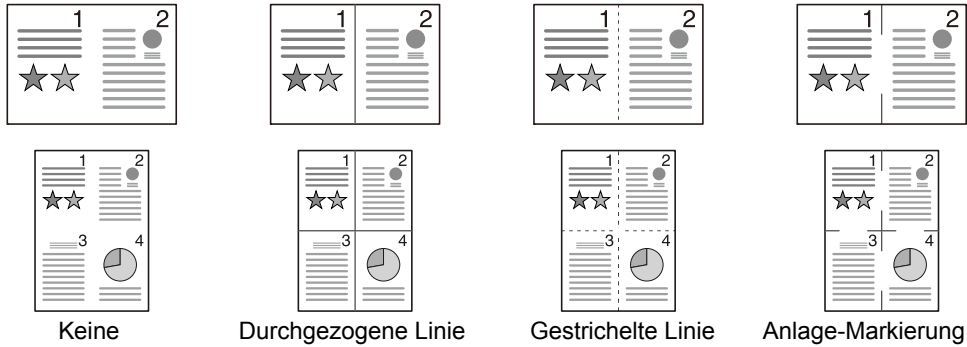 1 2 1 2 1 2 1 2
1 2 1 2 1 2 1 2
3 4 3 4 3 4 3 4
Keine Durchgezogene Linie Gestrichelte Linie Anlage-Markierung